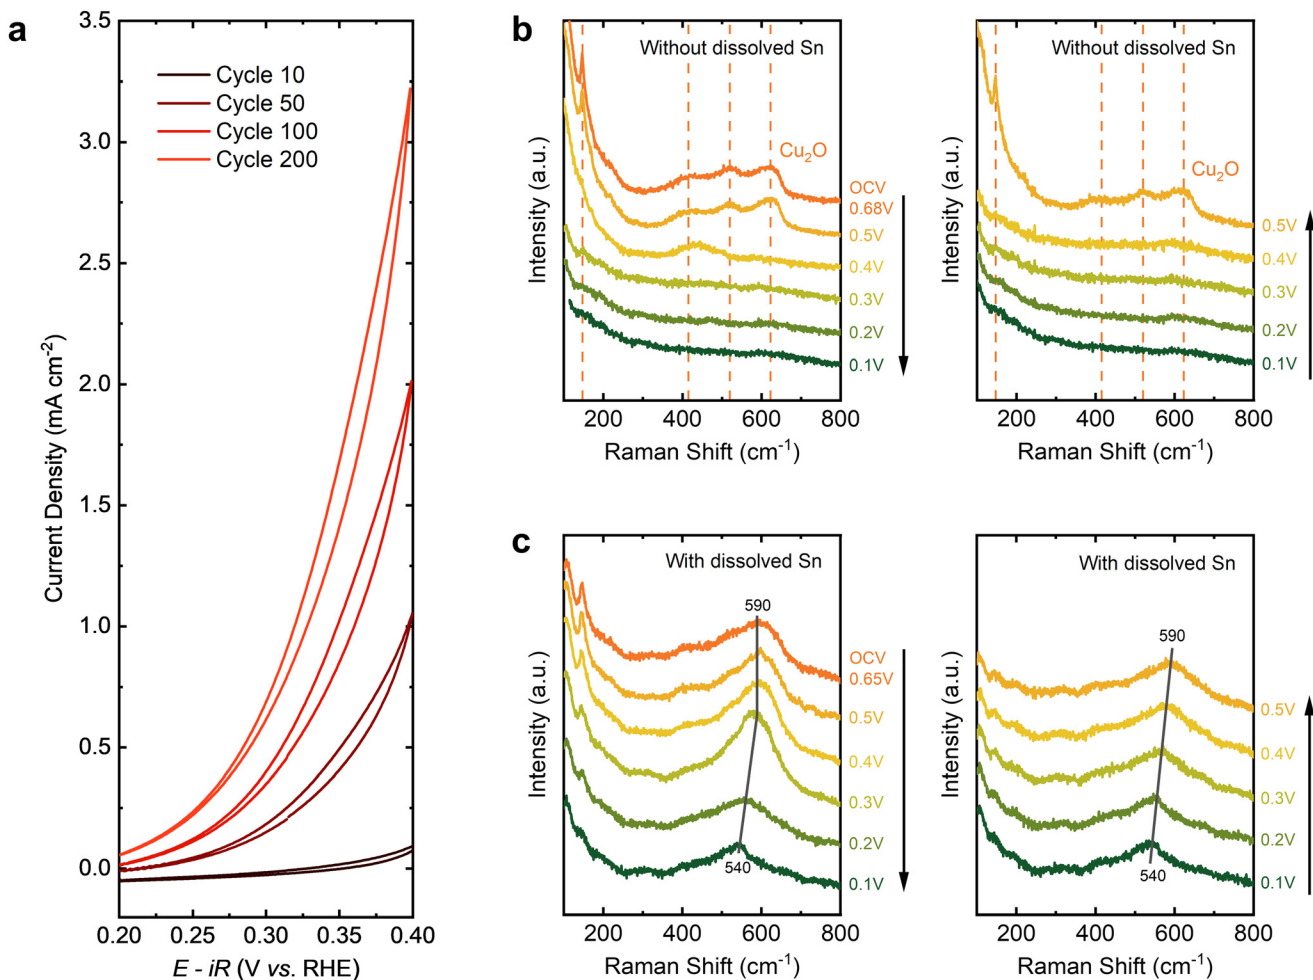 a
Cycle 10
Cycle 50
Cycle 100
Cycle 200
3.5
3.0
2.5
2.0
1.5
1.0
0.5
0.0
Current Density (mA cm⁻²)
0.20 0.25 0.30 0.35 0.40
E - iR (V vs. RHE)
b
Without dissolved Sn
Cu₂O
OCV
0.68V
0.5V
0.4V
0.3V
0.2V
0.1V
Intensity (a.u.)
200 400 600 800
Raman Shift (cm⁻¹)
Without dissolved Sn
Cu₂O
0.5V
0.4V
0.3V
0.2V
0.1V
Intensity (a.u.)
200 400 600 800
Raman Shift (cm⁻¹)
c
With dissolved Sn
590
OCV
0.65V
0.5V
0.4V
0.3V
0.2V
540
0.1V
Intensity (a.u.)
200 400 600 800
Raman Shift (cm⁻¹)
With dissolved Sn
590
0.5V
0.4V
0.3V
0.2V
540
0.1V
Intensity (a.u.)
200 400 600 800
Raman Shift (cm⁻¹)